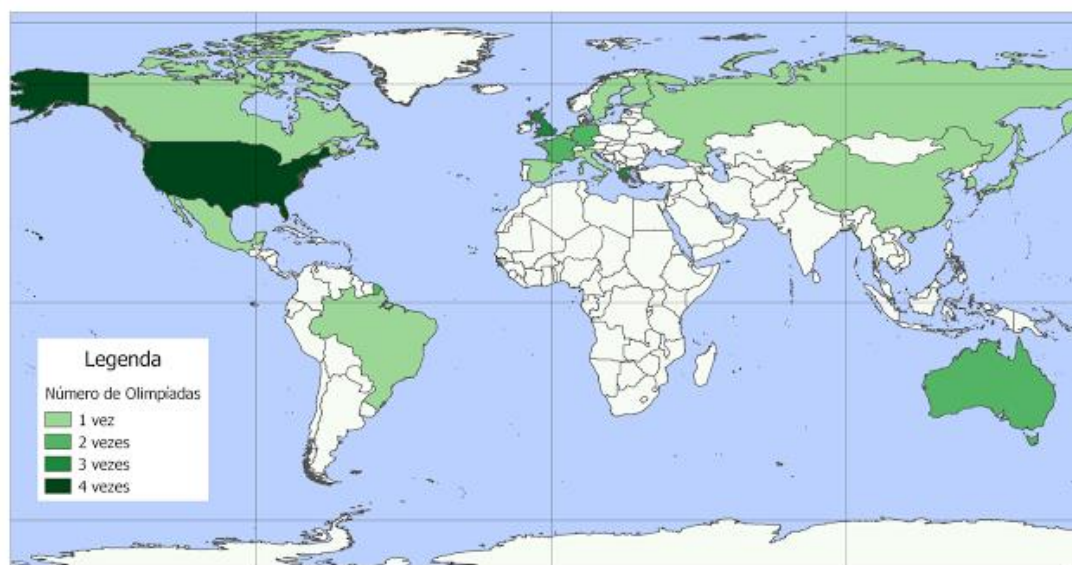 Legenda
Número de Olimpíadas
1 vez
2 vezes
3 vezes
4 vezes